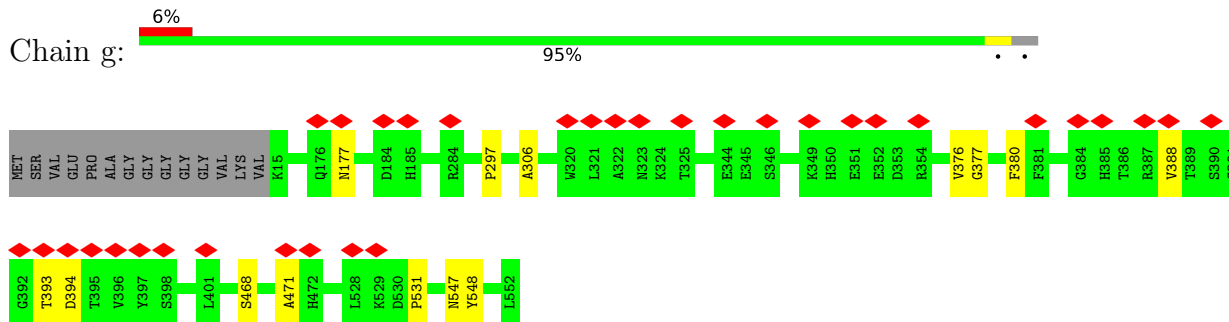 6%
Chain g:
95%
MET SER VAL GLU PRO ALA GLY GLY GLY GLY GLY VAL LYS VAL K15 Q176 N177 D184 H185 R284 P297 A306 W320 L321 A322 N323 K324 T325 E344 E345 S346 K349 H350 E351 E352 D353 R354 V376 G377 F380 F381 G384 H385 T386 R387 V388 T389 S390
G392 T393 D394 T395 V396 Y397 S398 L401 S468 A471 H472 L528 K529 D530 P531 N547 Y548 L552